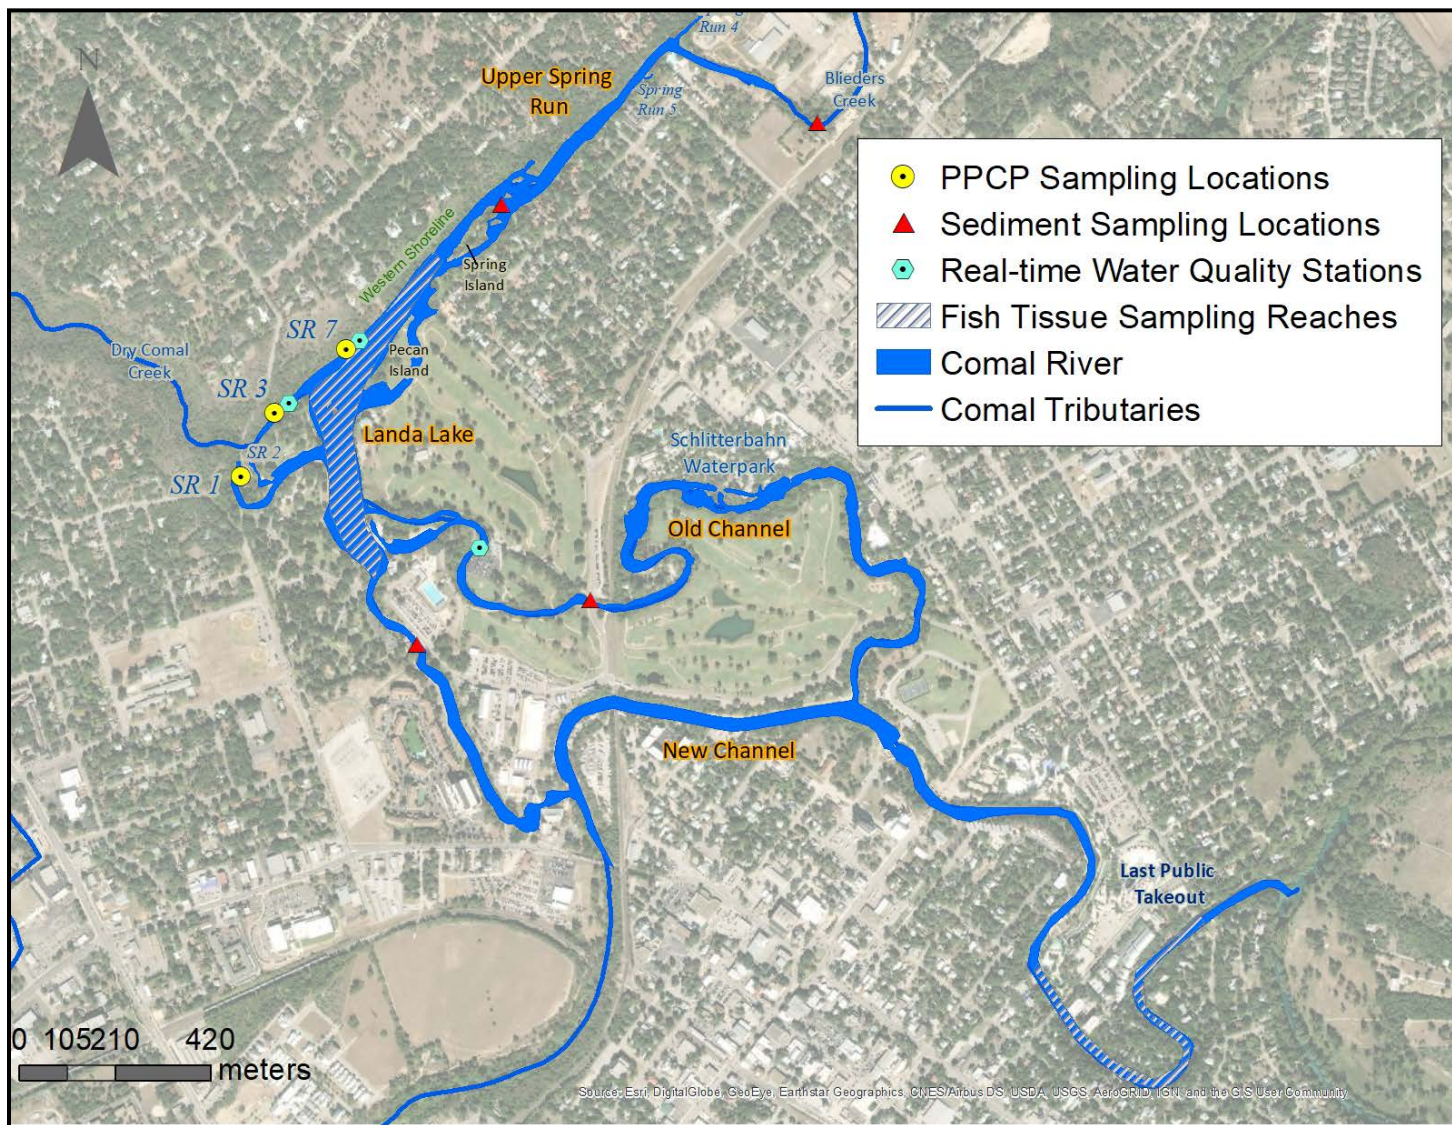 N
Run 4
Upper Spring
Run
Spring
Run 5
Blieders
Creek
PPCP Sampling Locations
Sediment Sampling Locations
Real-time Water Quality Stations
Fish Tissue Sampling Reaches
Comal River
Comal Tributaries
Western Shoreline
Spring
Island
SR 7
Pecan
Island
Dry Comal
Creek
SR 3
Landa Lake
SR 2
SR 1
Schlitterbahn
Waterpark
Old Channel
New Channel
Last Public
Takeout
0 105210 420
meters
Source: Esri, DigitalGlobe, GeoEye, Earthstar Geographics, CNES/Airbus DS, USDA, USGS, AeroGRID, IGN, and the GIS User Community